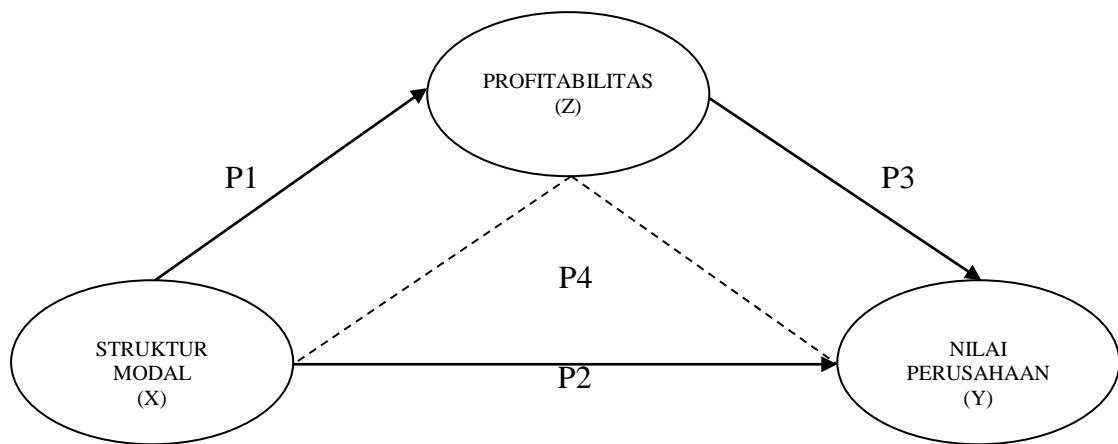 PROFITABILITAS
(Z)
P1
P3
P4
STRUKTUR
MODAL
(X)
P2
NILAI
PERUSAHAAN
(Y)